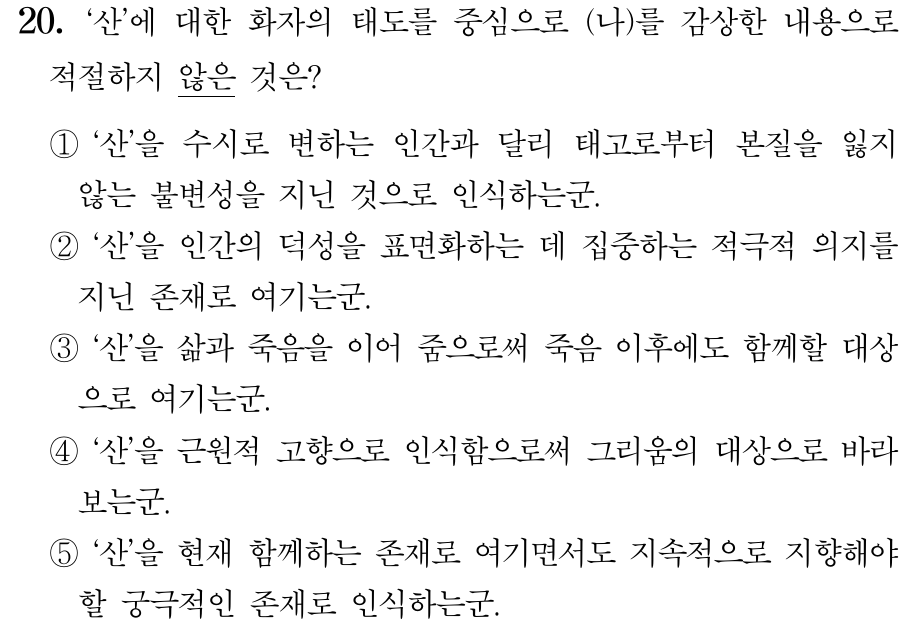 20. ‘산’에 대한 화자의 태도를 중심으로 (나)를 감상한 내용으로
적절하지 않은 것은?
① ‘산’을 수시로 변하는 인간과 달리 태고로부터 본질을 잃지
않는 불변성을 지닌 것으로 인식하는군.
② ‘산’을 인간의 덕성을 표면화하는 데 집중하는 적극적 의지를
지닌 존재로 여기는군.
③ ‘산’을 삶과 죽음을 이어 줌으로써 죽음 이후에도 함께할 대상
으로 여기는군.
④ ‘산’을 근원적 고향으로 인식함으로써 그리움의 대상으로 바라
보는군.
⑤ ‘산’을 현재 함께하는 존재로 여기면서도 지속적으로 지향해야
할 궁극적인 존재로 인식하는군.